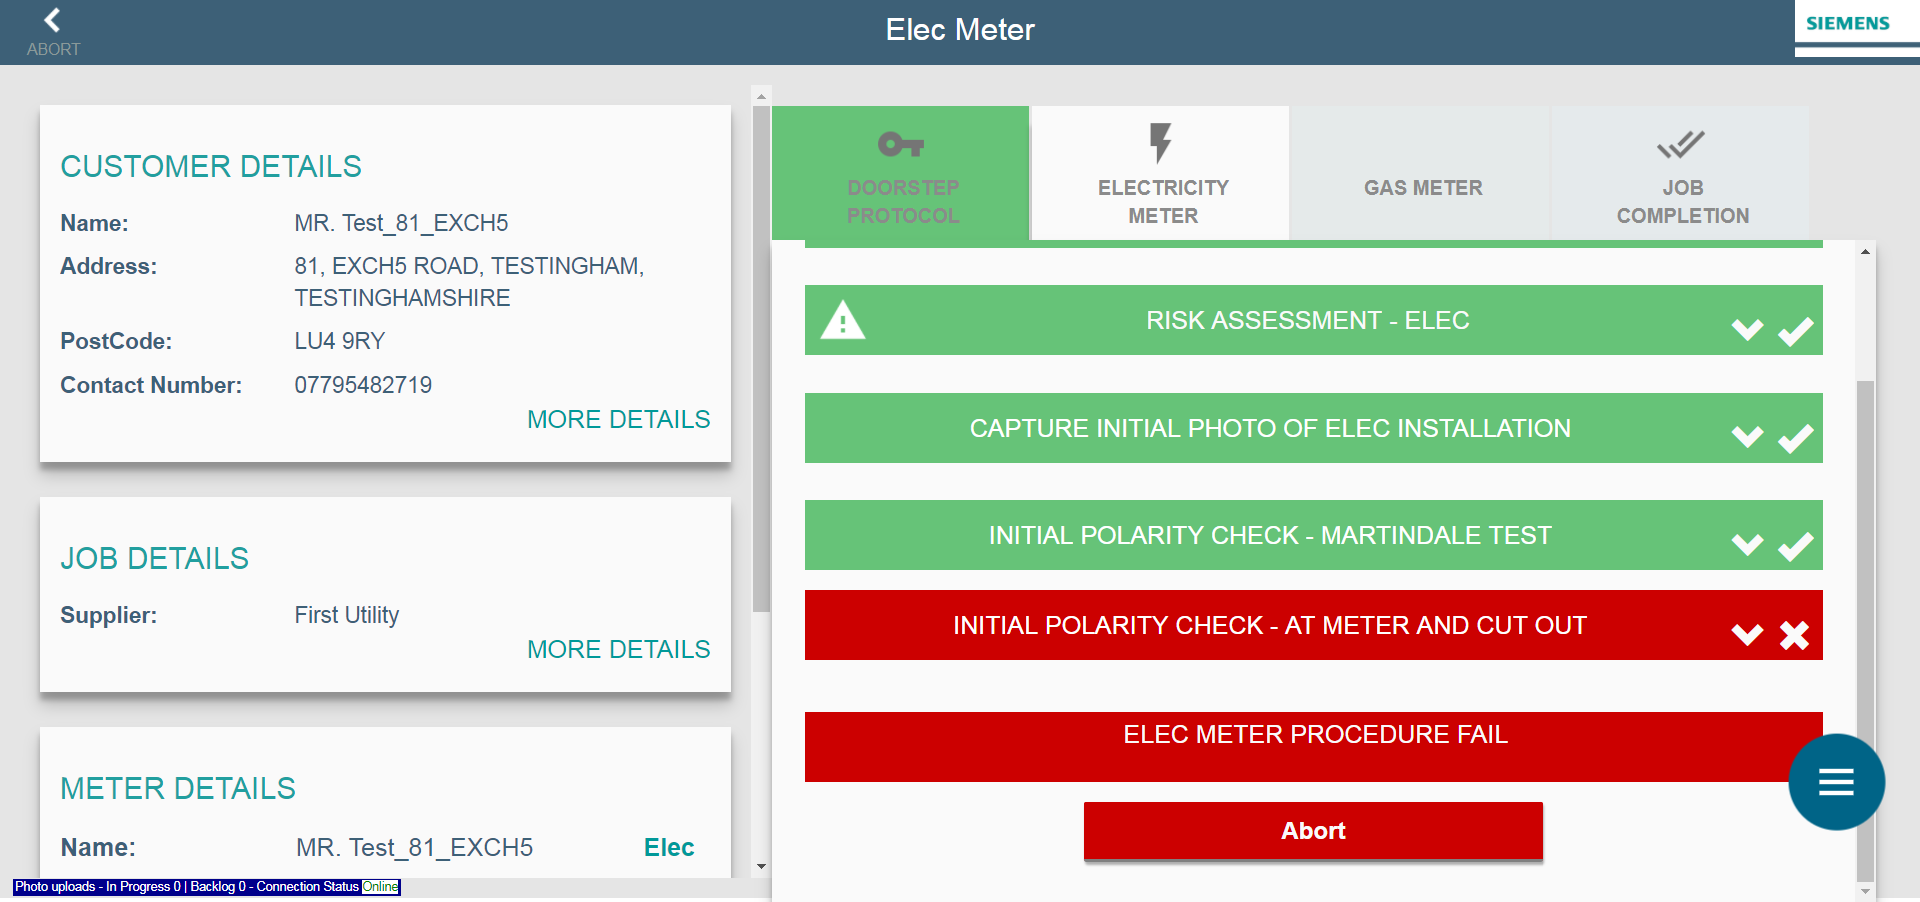 ABORT
Elec Meter
SIEMENS
CUSTOMER DETAILS
Name: MR. Test_81_EXCH5
Address: 81, EXCH5 ROAD, TESTINGHAM,
TESTINGHAMSHIRE
PostCode: LU4 9RY
Contact Number: 07795482719
MORE DETAILS
JOB DETAILS
Supplier: First Utility
MORE DETAILS
METER DETAILS
Name: MR. Test_81_EXCH5 Elec
Photo uploads - In Progress 0 | Backlog 0 - Connection Status Online
DOORSTEP
PROTOCOL
ELECTRICITY
METER
GAS METER
JOB
COMPLETION
RISK ASSESSMENT - ELEC
CAPTURE INITIAL PHOTO OF ELEC INSTALLATION
INITIAL POLARITY CHECK - MARTINDALE TEST
INITIAL POLARITY CHECK - AT METER AND CUT OUT
ELEC METER PROCEDURE FAIL
Abort